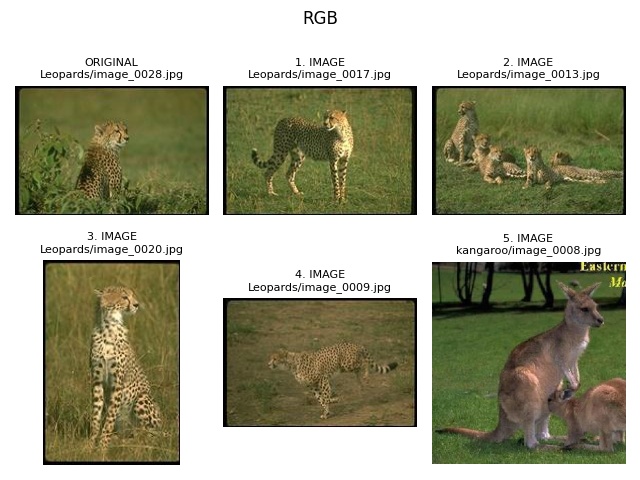 RGB
ORIGINAL
Leopards/image_0028.jpg
1. IMAGE
Leopards/image_0017.jpg
2. IMAGE
Leopards/image_0013.jpg
3. IMAGE
Leopards/image_0020.jpg
4. IMAGE
Leopards/image_0009.jpg
5. IMAGE
kangaroo/image_0008.jpg
Eastern